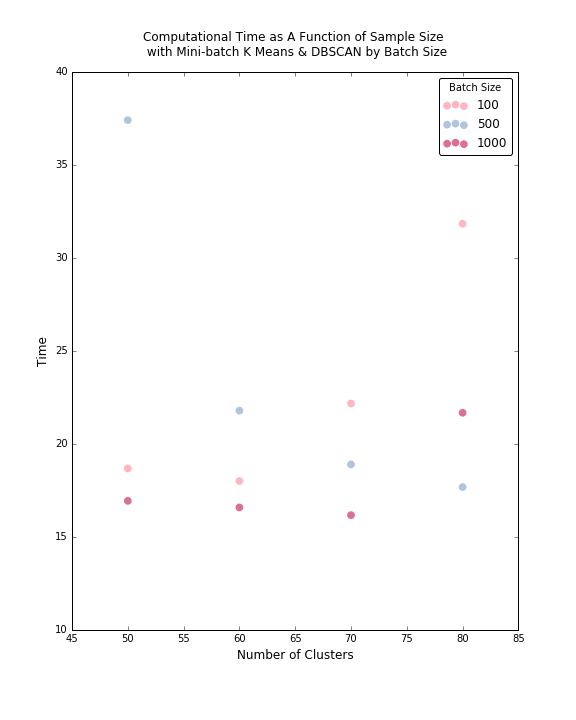 Computational Time as A Function of Sample Size
with Mini-batch K Means & DBSCAN by Batch Size
40
Batch Size
100
500
1000
35
30
25
Time
20
15
10
45 50 55 60 65 70 75 80 85
Number of Clusters